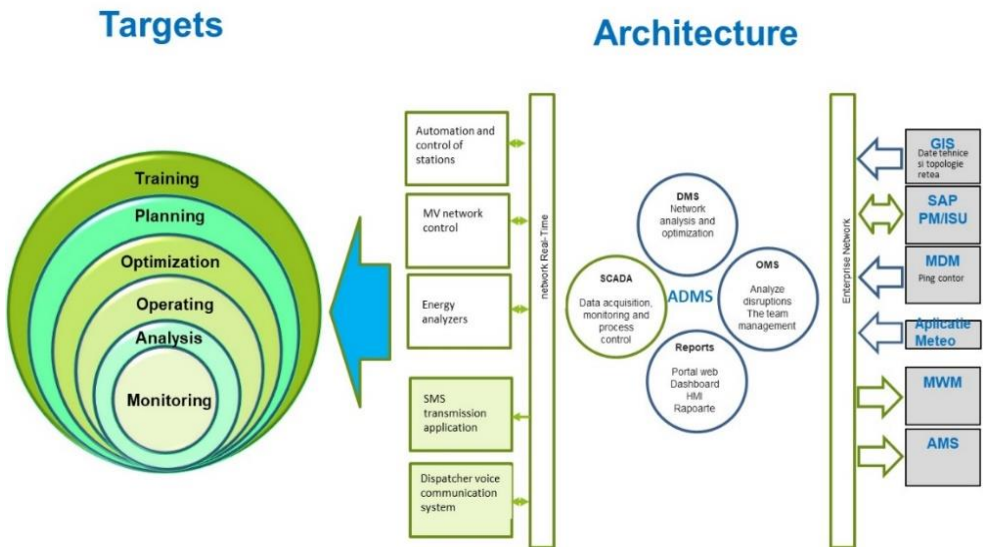 Targets
Architecture
Training
Planning
Optimization
Operating
Analysis
Monitoring
Automation and
control of
stations
MV network
control
Energy
analyzers
SMS
transmission
application
Dispatcher voice
communication
system
network Real-Time
DMS
Network
analysis and
optimization
SCADA
Data acquisition,
monitoring and
process
control
ADMS
OMS
Analyze
disruptions
The team
management
Reports
Portal web
Dashboard
HMI
Rapoarte
Enterprise Network
GIS
Date tehnice
si topologie
retea
SAP
PM/ISU
MDM
Ping contor
Aplicatie
Meteo
MWM
AMS